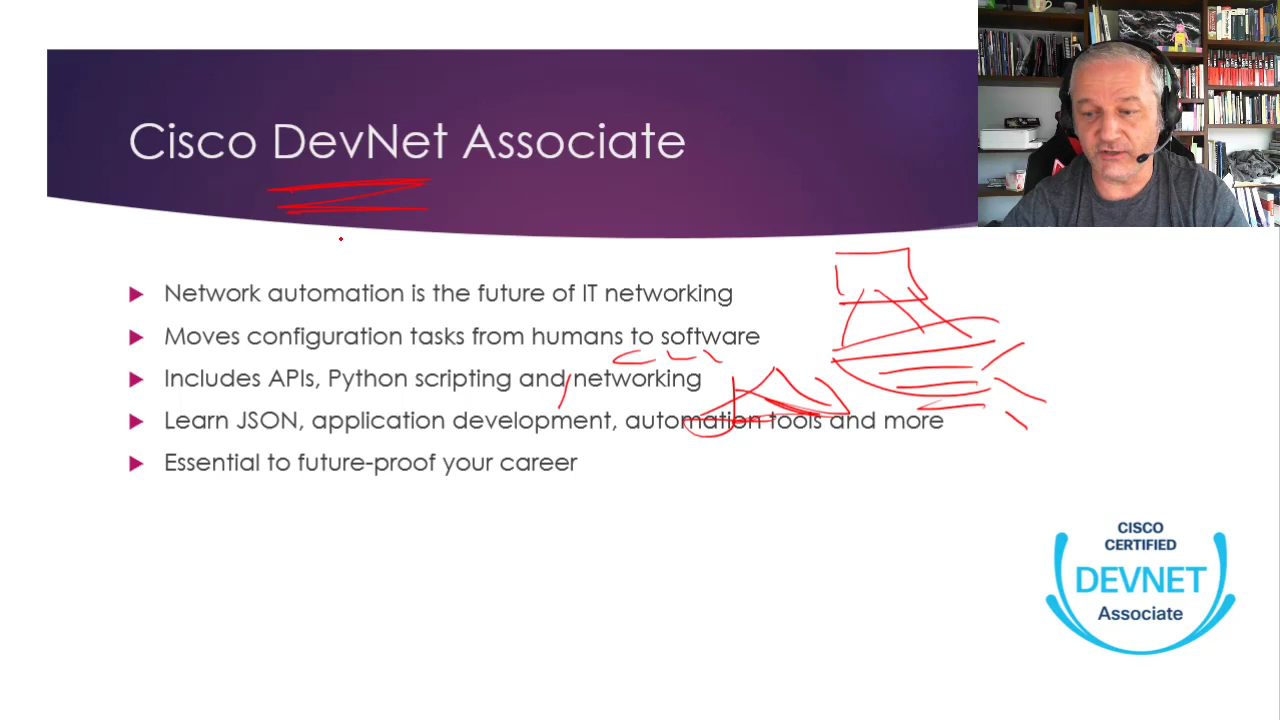 Cisco DevNet Associate
Network automation is the future of IT networking
Moves configuration tasks from humans to software
CLI
Includes APIs, Python scripting and networking
Learn JSON, application development, automation tools and more
Essential to future-proof your career
CISCO
CERTIFIED
DEVNET
Associate